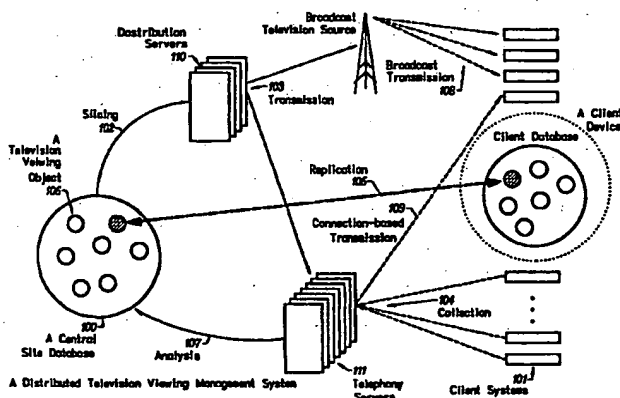 Distribution
Servers
110
Broadcast
Television Source
103
Transmission
Broadcast
Transmission
108
Slicing
102
A
Television
Viewing
Object
106
A Client
Device
Client Database
Replication
105
109
Connection-based
Transmission
104
Collection
100
A Central
Site Database
107
Analysis
111
Telephony
Servers
101
Client Systems
A Distributed Television Viewing Management System